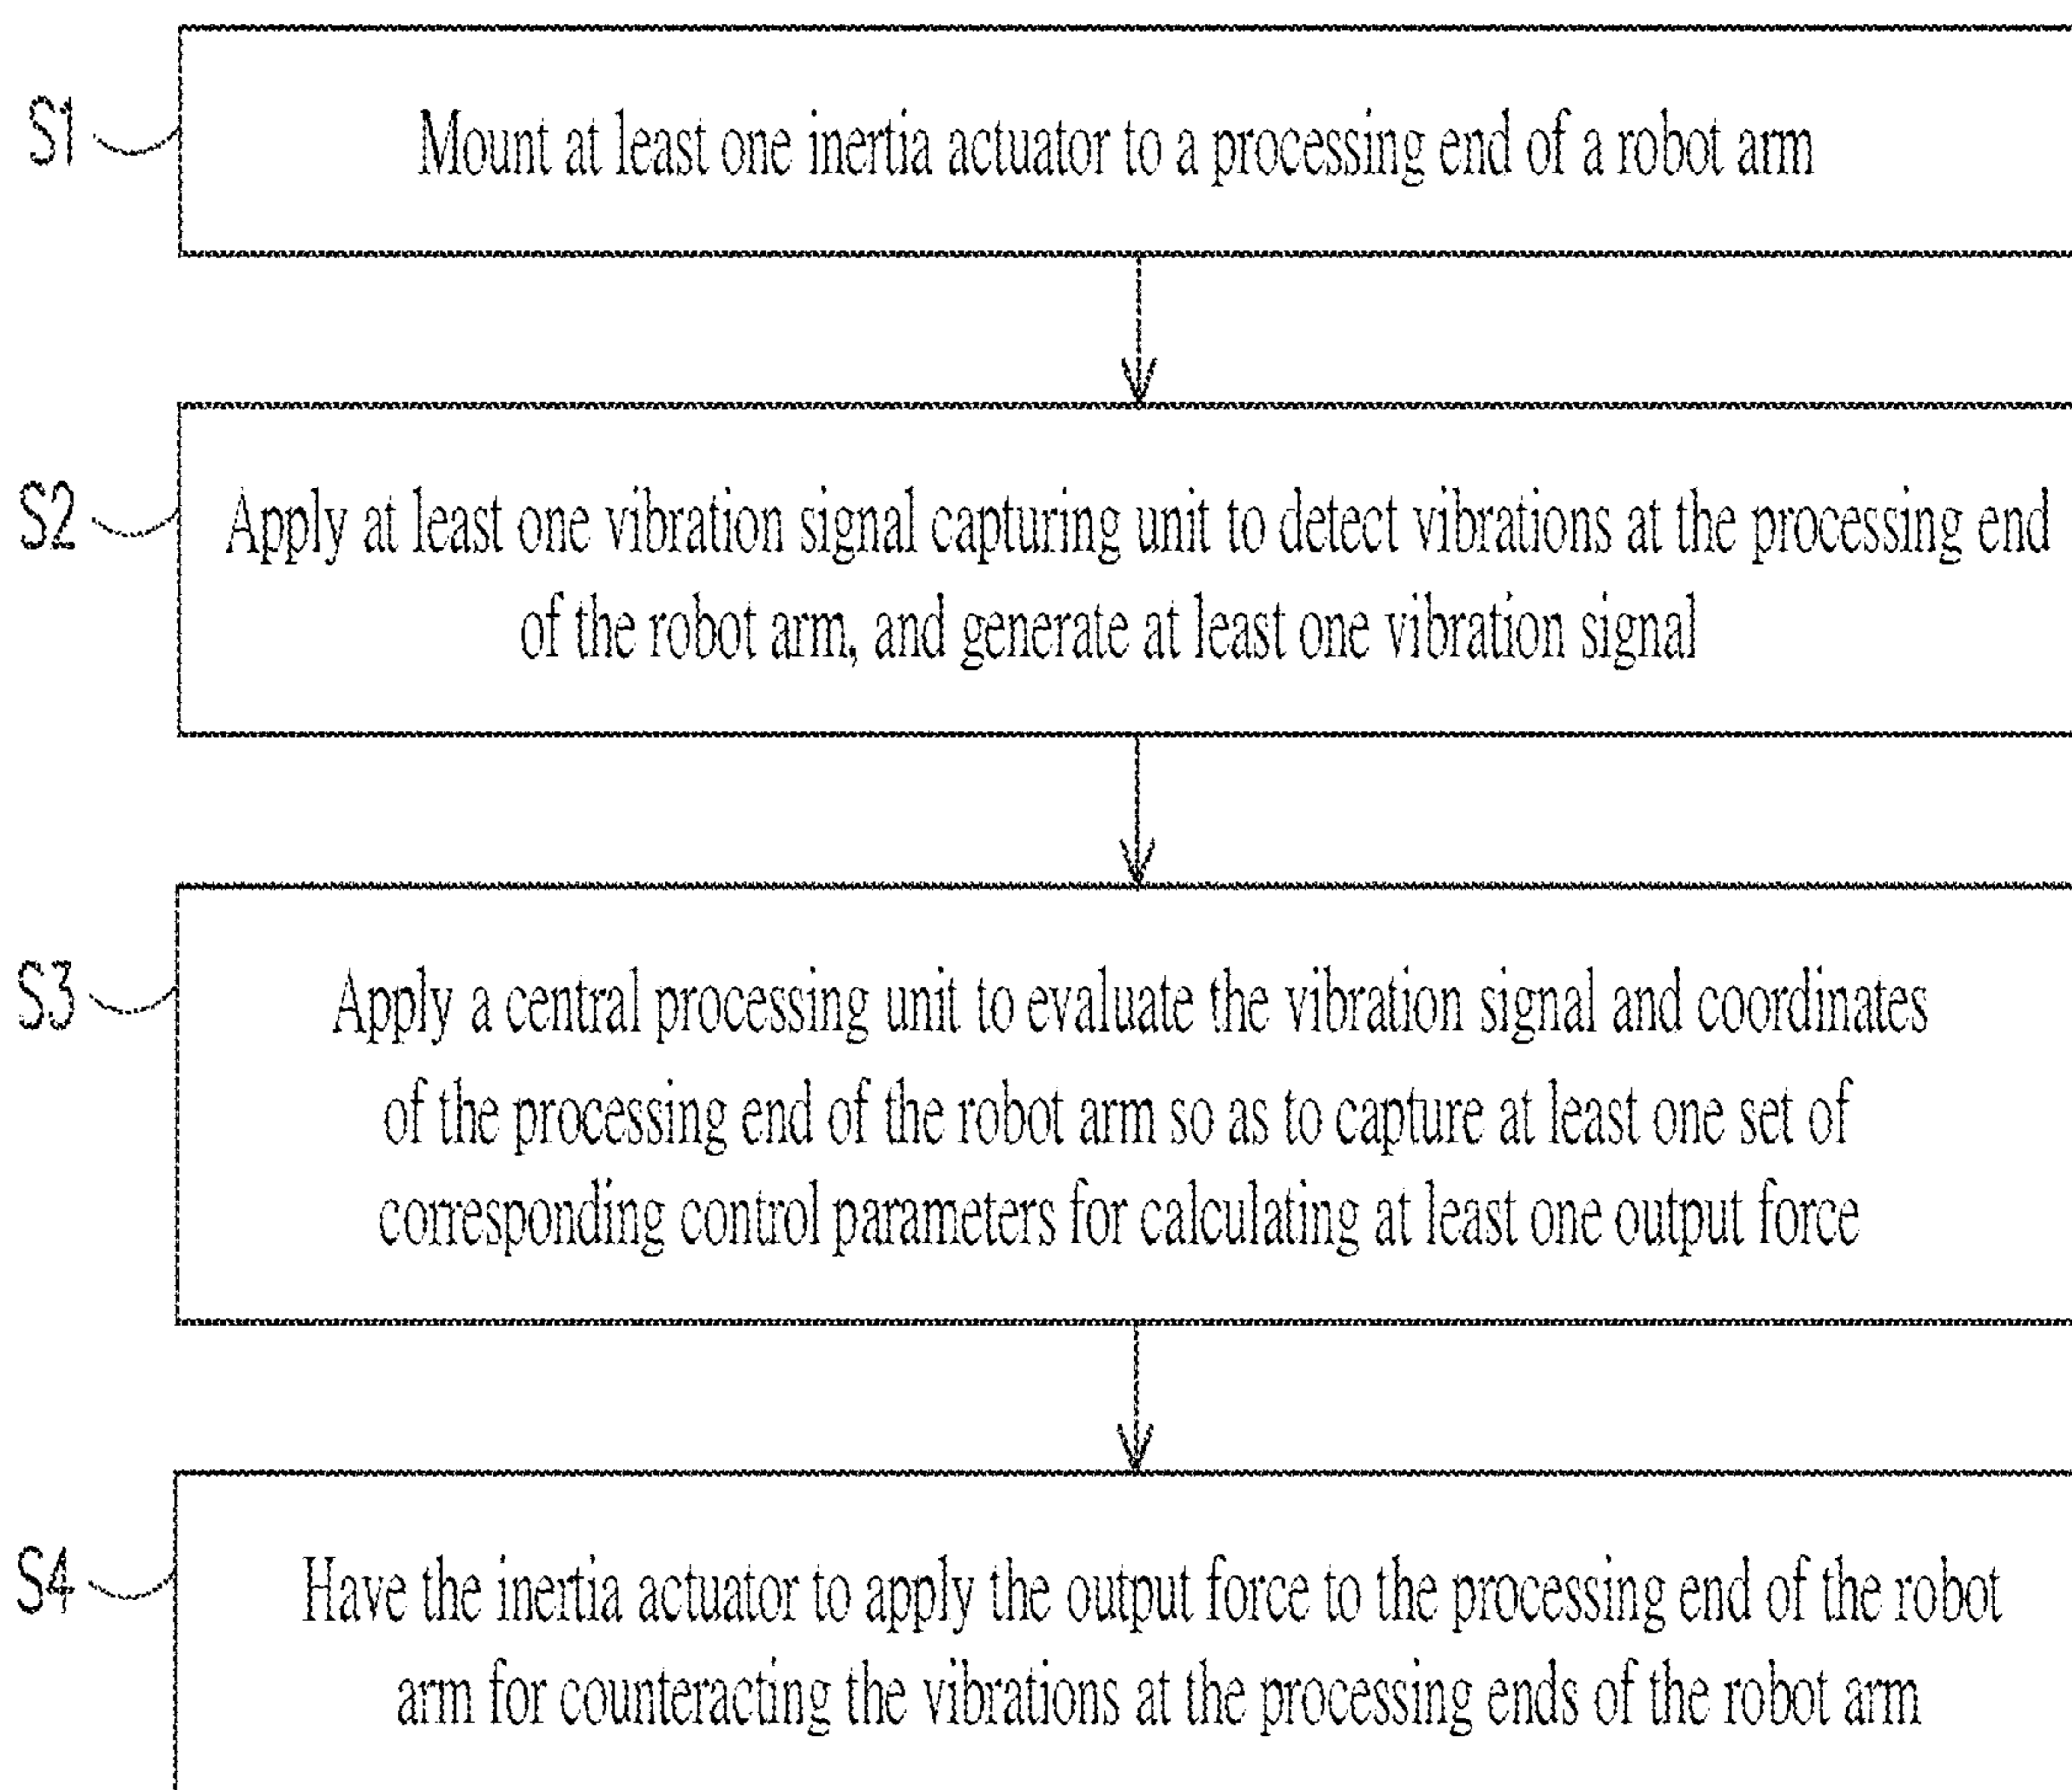 S1
Mount at least one inertia actuator to a processing end of a robot arm
S2
Apply at least one vibration signal capturing unit to detect vibrations at the processing end
of the robot arm, and generate at least one vibration signal
S3
Apply a central processing unit to evaluate the vibration signal and coordinates
of the processing end of the robot arm so as to capture at least one set of
corresponding control parameters for calculating at least one output force
S4
Have the inertia actuator to apply the output force to the processing end of the robot
arm for counteracting the vibrations at the processing ends of the robot arm